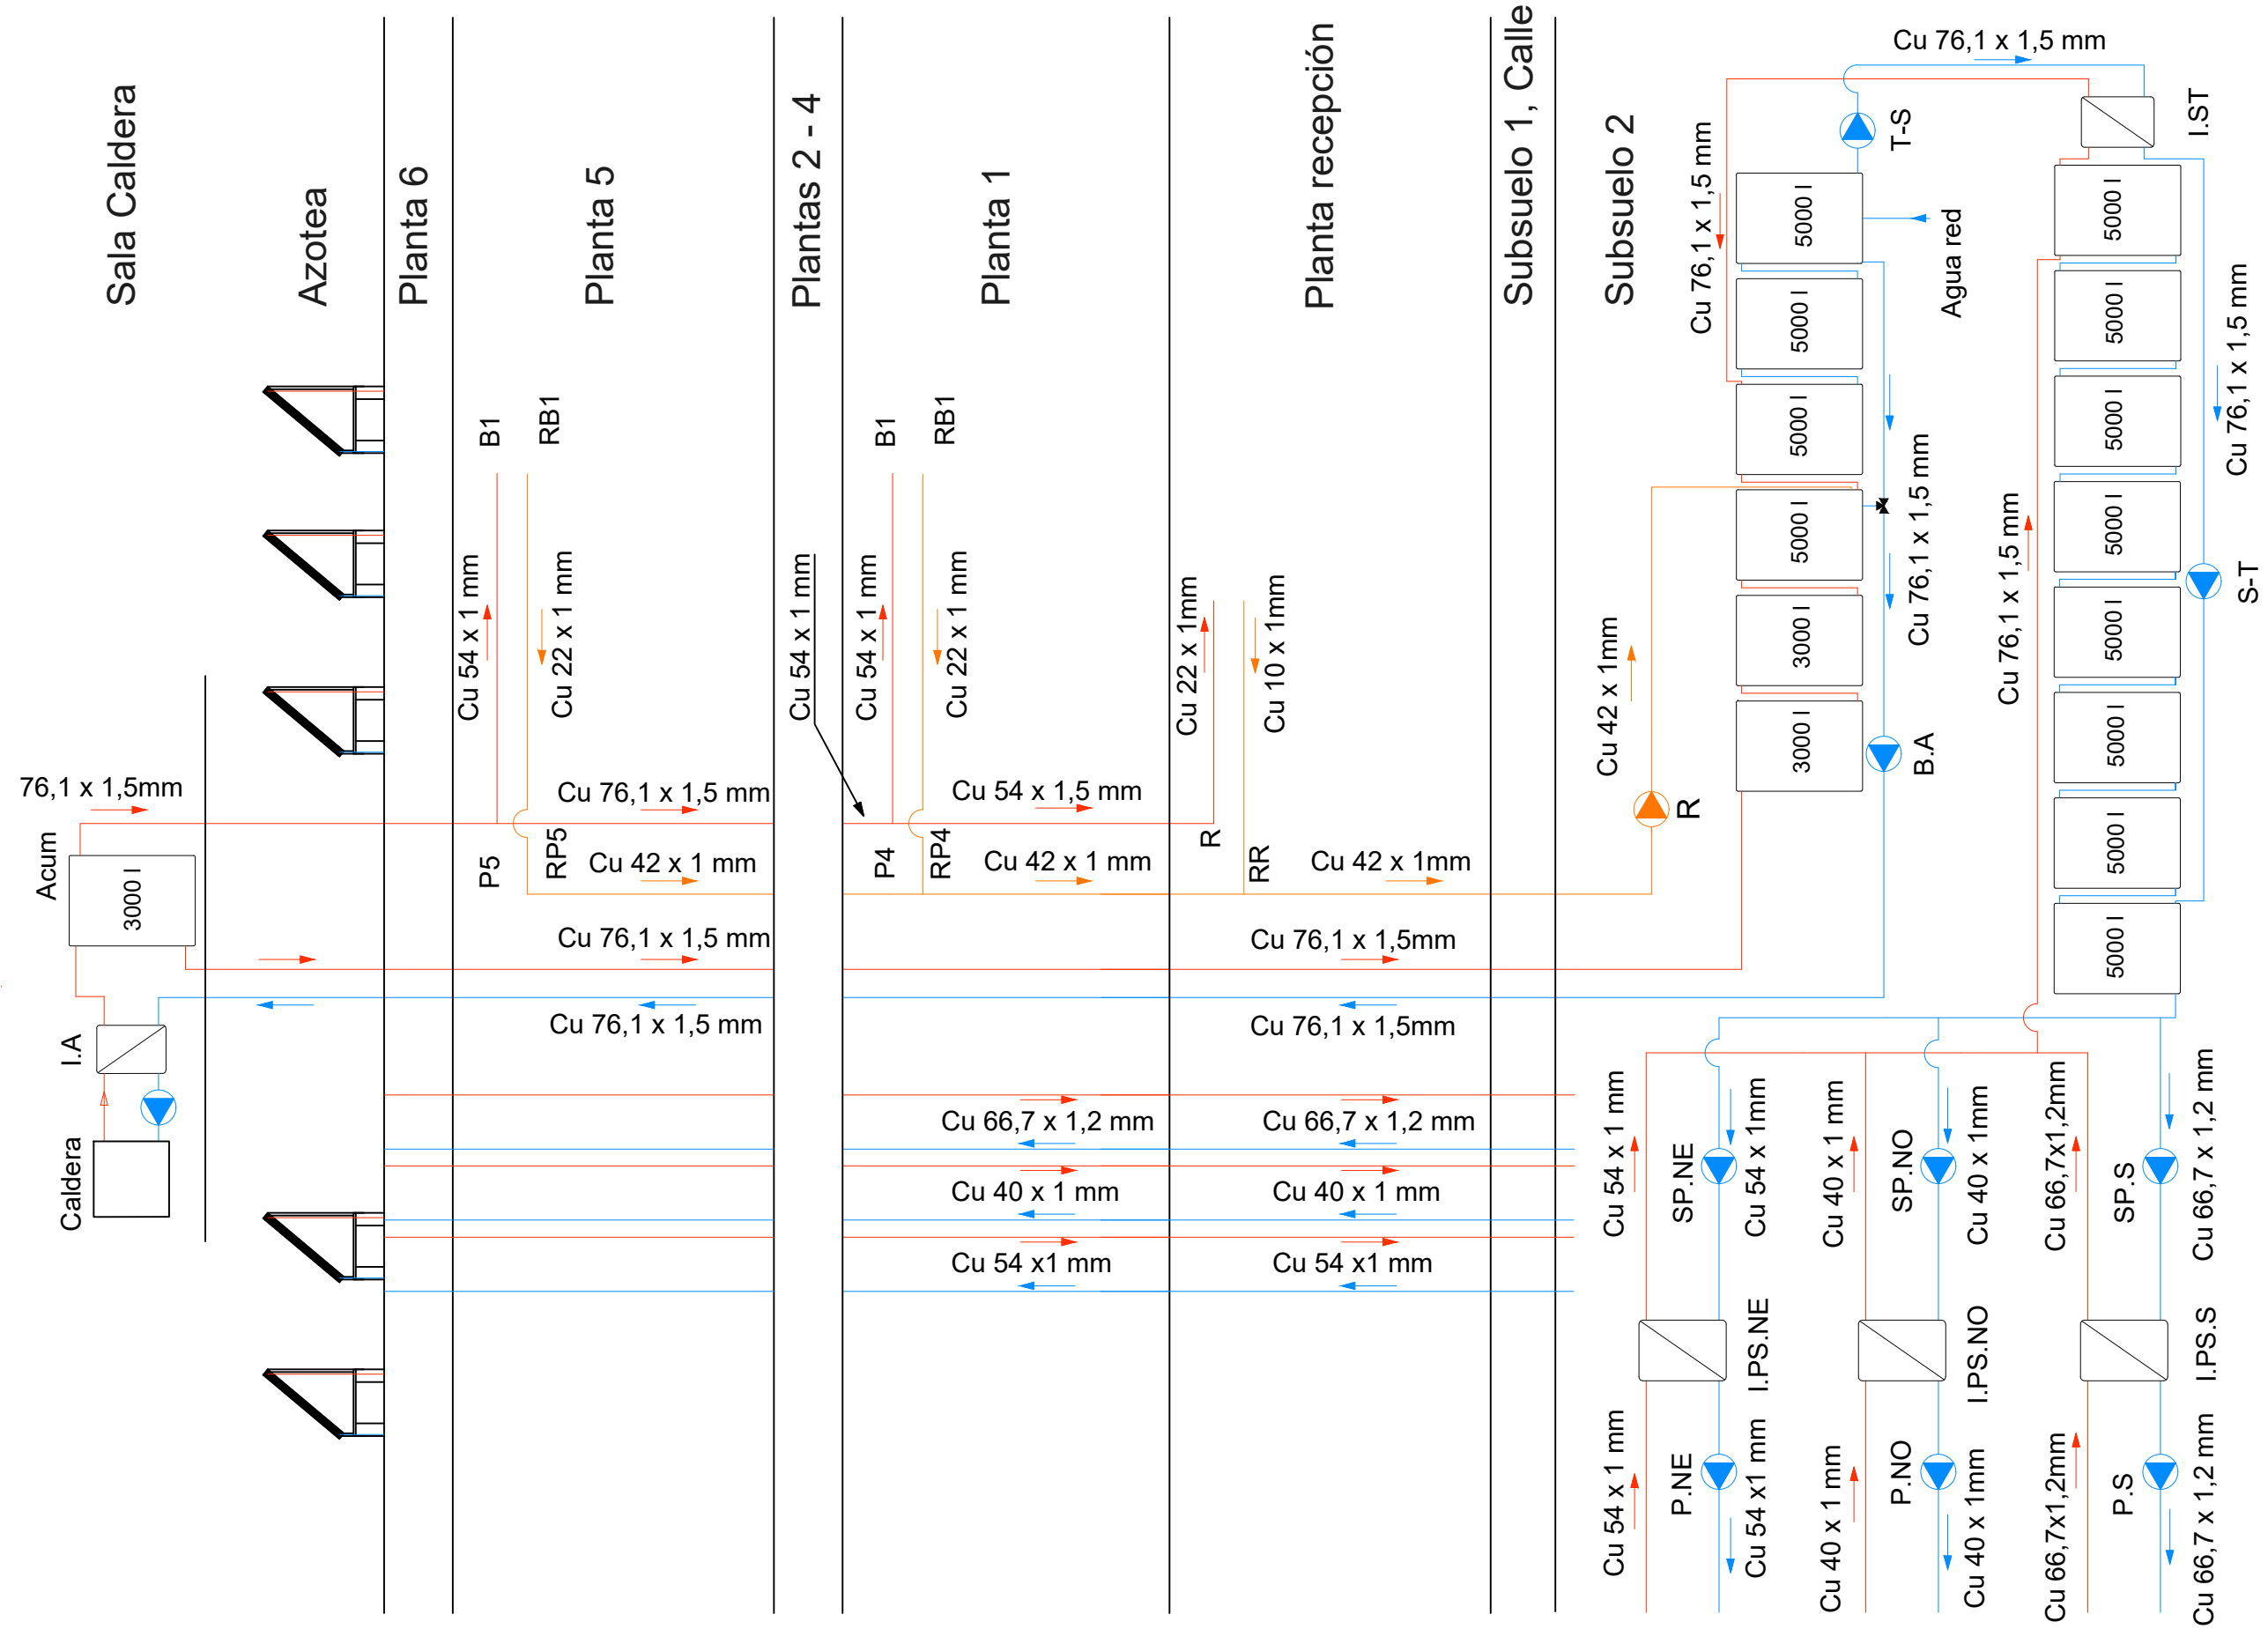 Sala Caldera
Azotea
Planta 6
Planta 5
Plantas 2 - 4
Planta 1
Planta recepción
Subsuelo 1, Calle
Subsuelo 2
76,1 x 1,5mm
Acum
3000 l
I.A
Caldera
B1
RB1
Cu 54 x 1 mm
Cu 22 x 1 mm
Cu 76,1 x 1,5 mm
P5
RP5
Cu 42 x 1 mm
Cu 76,1 x 1,5 mm
Cu 76,1 x 1,5 mm
Cu 54 x 1 mm
B1
RB1
Cu 54 x 1 mm
Cu 22 x 1 mm
Cu 54 x 1,5 mm
P4
RP4
Cu 42 x 1 mm
Cu 66,7 x 1,2 mm
Cu 40 x 1 mm
Cu 54 x1 mm
Cu 22 x 1mm
Cu 10 x 1mm
R
RR
Cu 42 x 1mm
Cu 76,1 x 1,5mm
Cu 76,1 x 1,5mm
Cu 66,7 x 1,2 mm
Cu 40 x 1 mm
Cu 54 x1 mm
Cu 42 x 1mm
R
Cu 76,1 x 1,5 mm
Cu 76,1 x 1,5 mm
T-S
I.ST
Agua red
5000 l
5000 l
5000 l
5000 l
3000 l
3000 l
Cu 76,1 x 1,5 mm
B.A
Cu 76,1 x 1,5 mm
5000 l
5000 l
5000 l
5000 l
5000 l
5000 l
5000 l
5000 l
Cu 76,1 x 1,5 mm
S-T
Cu 54 x 1 mm
SP.NE
Cu 54 x 1mm
Cu 40 x 1 mm
SP.NO
Cu 40 x 1mm
Cu 66,7x1,2mm
SP.S
Cu 66,7 x 1,2 mm
I.PS.NE
I.PS.NO
I.PS.S
Cu 54 x 1 mm
P.NE
Cu 54 x1 mm
Cu 40 x 1 mm
P.NO
Cu 40 x 1mm
Cu 66,7x1,2mm
P.S
Cu 66,7 x 1,2 mm